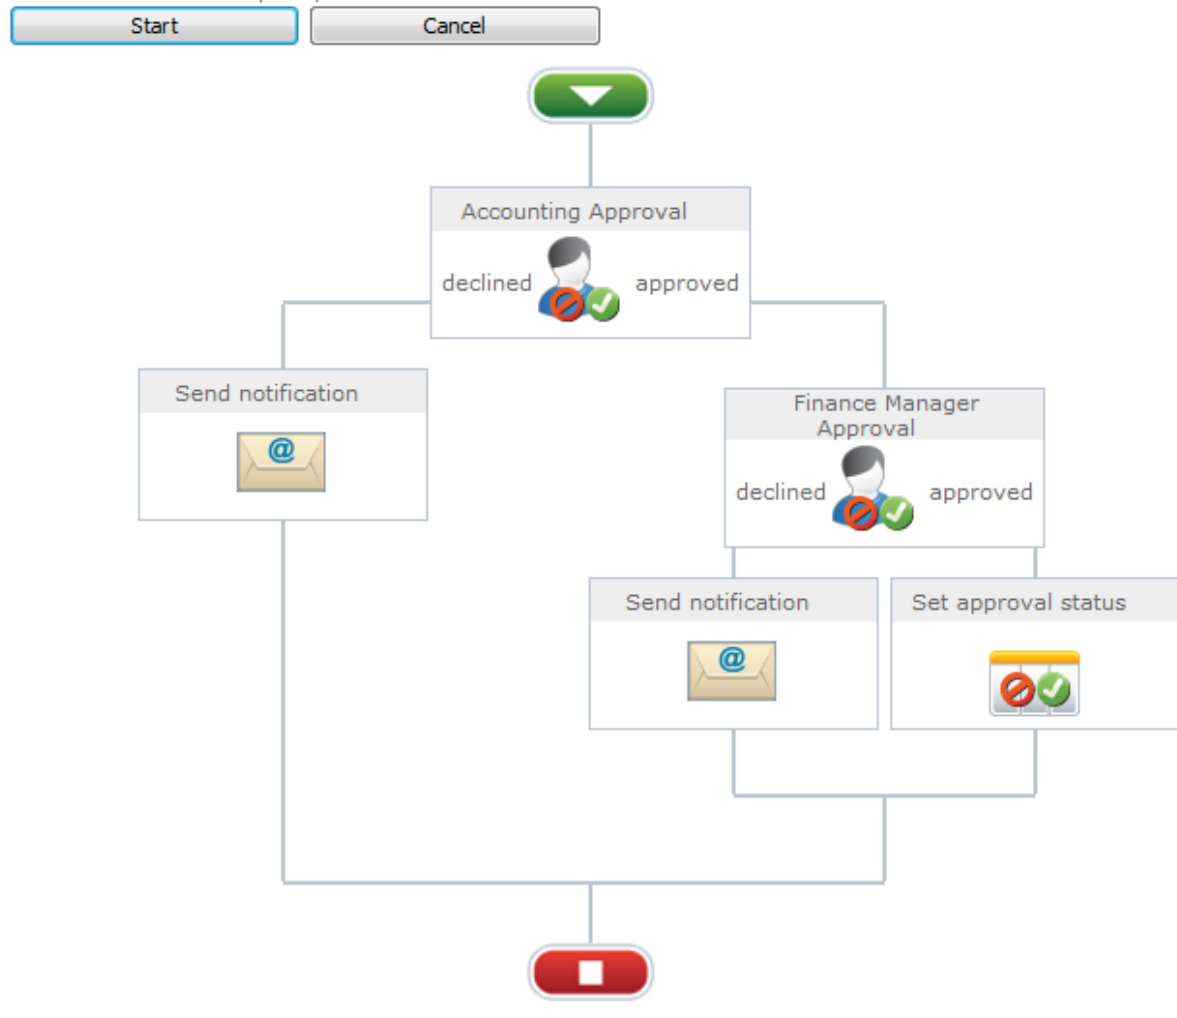 Start
Cancel
Accounting Approval
declined
approved
Send notification
@
Finance Manager
Approval
declined
approved
Send notification
@
Set approval status